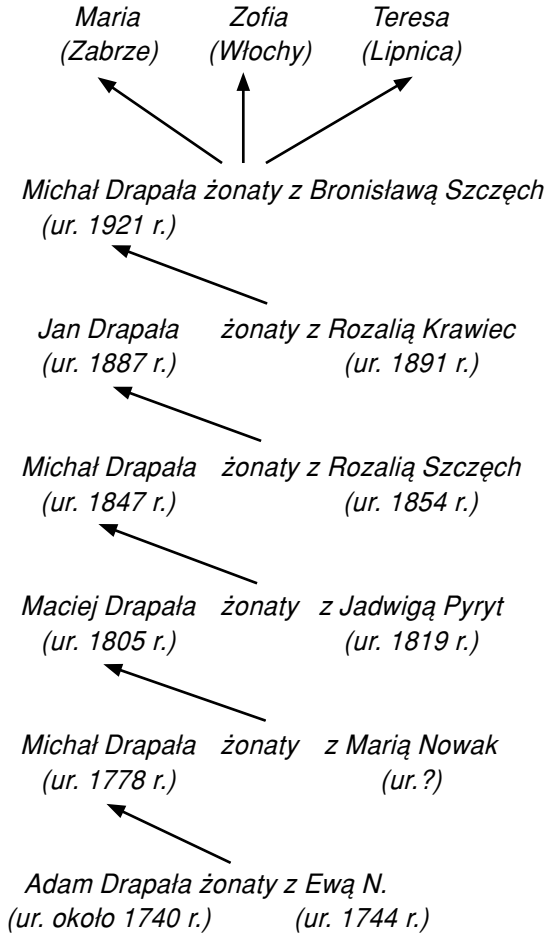 Maria Zofia Teresa
(Zabrze) (Włochy) (Lipnica)
Michał Drapała żonaty z Bronisławą Szczęch
(ur. 1921 r.)
Jan Drapała żonaty z Rozalią Krawiec
(ur. 1887 r.) (ur. 1891 r.)
Michał Drapała żonaty z Rozalią Szczęch
(ur. 1847 r.) (ur. 1854 r.)
Maciej Drapała żonaty z Jadwigą Pyryt
(ur. 1805 r.) (ur. 1819 r.)
Michał Drapała żonaty z Marią Nowak
(ur. 1778 r.) (ur.?)
Adam Drapała żonaty z Ewą N.
(ur. około 1740 r.) (ur. 1744 r.)